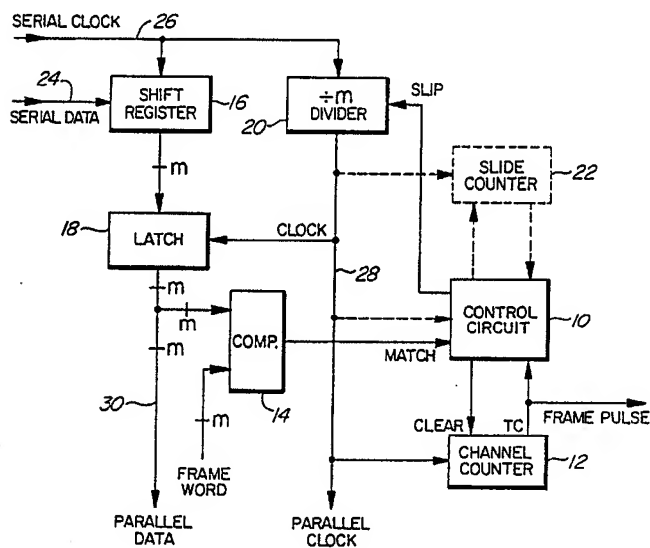 SERIAL CLOCK
26
24
SERIAL DATA
SHIFT
REGISTER
16
÷m
DIVIDER
20
SLIP
m
SLIDE
COUNTER
22
18
LATCH
CLOCK
m
m
m
28
COMP.
14
MATCH
CONTROL
CIRCUIT
10
30
m
FRAME
WORD
CLEAR
TC
FRAME PULSE
CHANNEL
COUNTER
12
PARALLEL
DATA
PARALLEL
CLOCK